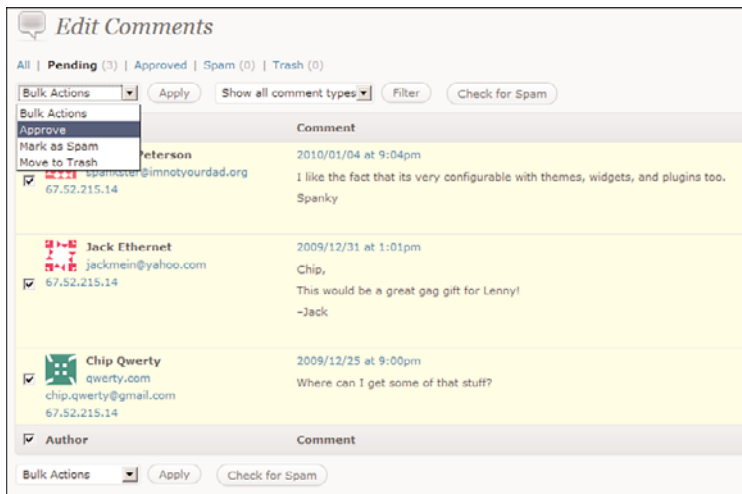 Edit Comments
All | Pending (3) | Approved | Spam (0) | Trash (0)
Bulk Actions Apply Show all comment types Filter Check for Spam
Bulk Actions
Approve Comment
Mark as Spam
Move to Trash
Peterson 2010/01/04 at 9:04pm
spankster@imnotyourdad.org I like the fact that its very configurable with themes, widgets, and plugins too.
67.52.215.14
Spanky
Jack Ethernet 2009/12/31 at 1:01pm
jackmein@yahoo.com Chip,
67.52.215.14 This would be a great gag gift for Lenny!
~Jack
Chip Qwerty 2009/12/25 at 9:00pm
qwerty.com Where can I get some of that stuff?
chip.qwerty@gmail.com
67.52.215.14
Author Comment
Bulk Actions Apply Check for Spam